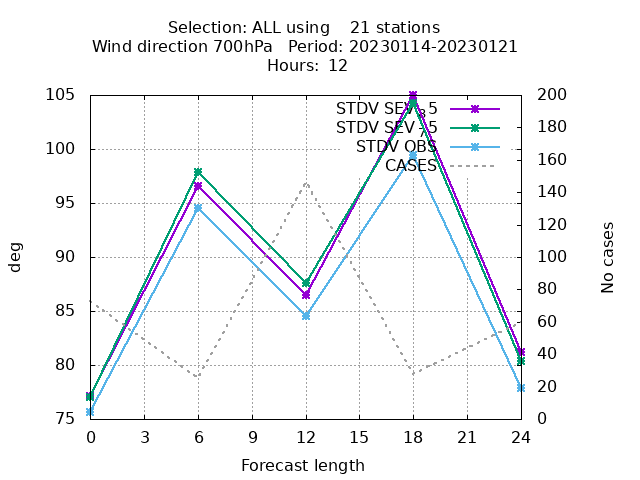 Selection: ALL using    21 stations
Wind direction 700hPa   Period: 20230114-20230121
Hours: 12
deg
No cases
105
100
95
90
85
80
75
200
180
160
140
120
100
80
60
40
20
0
STDV
STDV
STDV OBS
CASES
0 3 6 9 12 15 18 21 24
Forecast length